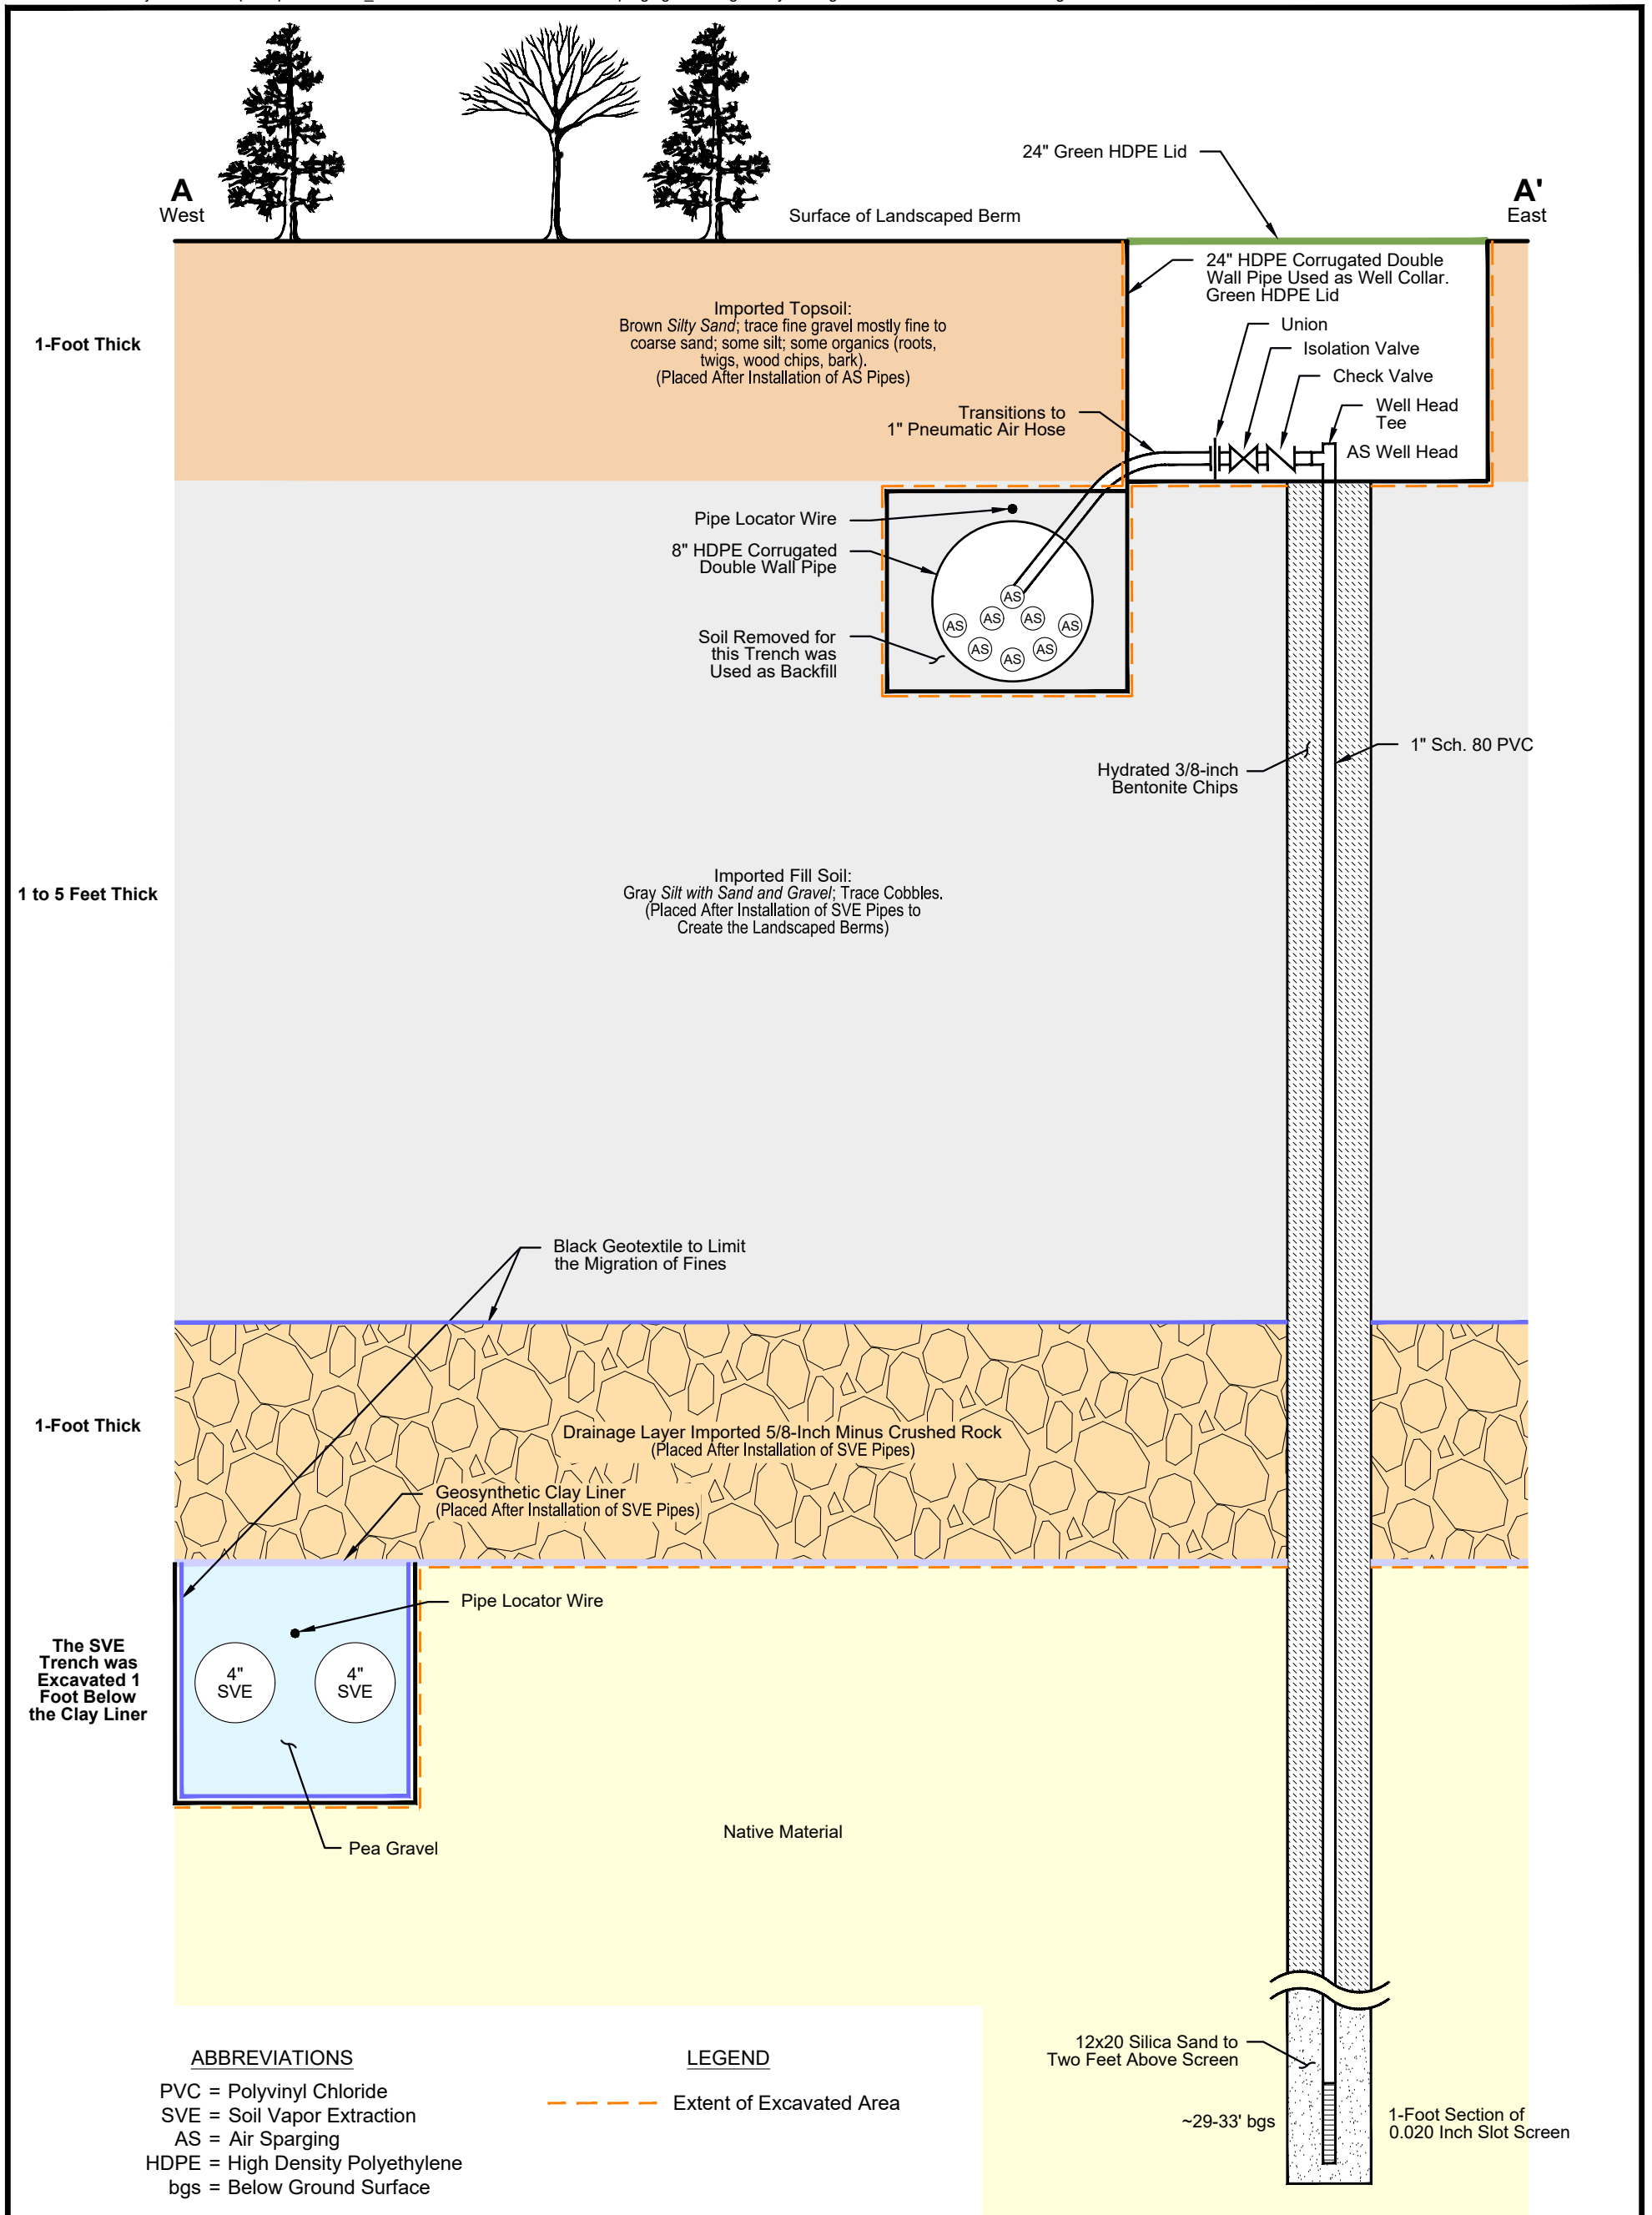 24" Green HDPE Lid
A
West
A'
East
Surface of Landscaped Berm
24" HDPE Corrugated Double
Wall Pipe Used as Well Collar.
Green HDPE Lid
1-Foot Thick
Imported Topsoil:
Brown Silty Sand; trace fine gravel mostly fine to
coarse sand; some silt; some organics (roots,
twigs, wood chips, bark).
(Placed After Installation of AS Pipes)
Union
Isolation Valve
Check Valve
Well Head
Tee
AS Well Head
Transitions to
1" Pneumatic Air Hose
Pipe Locator Wire
8" HDPE Corrugated
Double Wall Pipe
AS
AS
AS
AS
AS
AS
AS
AS
Soil Removed for
this Trench was
Used as Backfill
1" Sch. 80 PVC
Hydrated 3/8-inch
Bentonite Chips
1 to 5 Feet Thick
Imported Fill Soil:
Gray Silt with Sand and Gravel; Trace Cobbles.
(Placed After Installation of SVE Pipes to
Create the Landscaped Berms)
Black Geotextile to Limit
the Migration of Fines
1-Foot Thick
Drainage Layer Imported 5/8-Inch Minus Crushed Rock
(Placed After Installation of SVE Pipes)
Geosynthetic Clay Liner
(Placed After Installation of SVE Pipes)
Pipe Locator Wire
The SVE
Trench was
Excavated 1
Foot Below
the Clay Liner
4"
SVE
4"
SVE
Pea Gravel
Native Material
12x20 Silica Sand to
Two Feet Above Screen
~29-33' bgs
1-Foot Section of
0.020 Inch Slot Screen
ABBREVIATIONS
PVC = Polyvinyl Chloride
SVE = Soil Vapor Extraction
AS = Air Sparging
HDPE = High Density Polyethylene
bgs = Below Ground Surface
LEGEND
Extent of Excavated Area